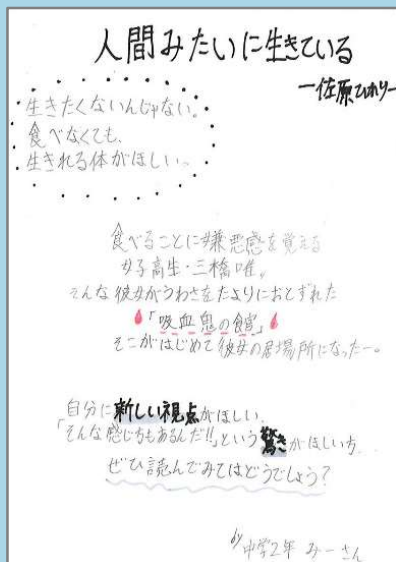 人間みたいに生きている
ー佐原ひかりー
生きたくないんじゃない。
食べなくても、
生きれる体がほしい。
食べることに嫌悪感を覚える
女子高生・三橋唯。
そんな彼女がうわさをたよりにおとずれた
「吸血鬼の館」
そこがはじめて彼女の居場所になったー。
自分に新しい視点がほしい、
「そんな感じ方もあるんだ!!」という驚きがほしい方、
ぜひ読んでみてはどうでしょう?
by 中学2年 みーさん